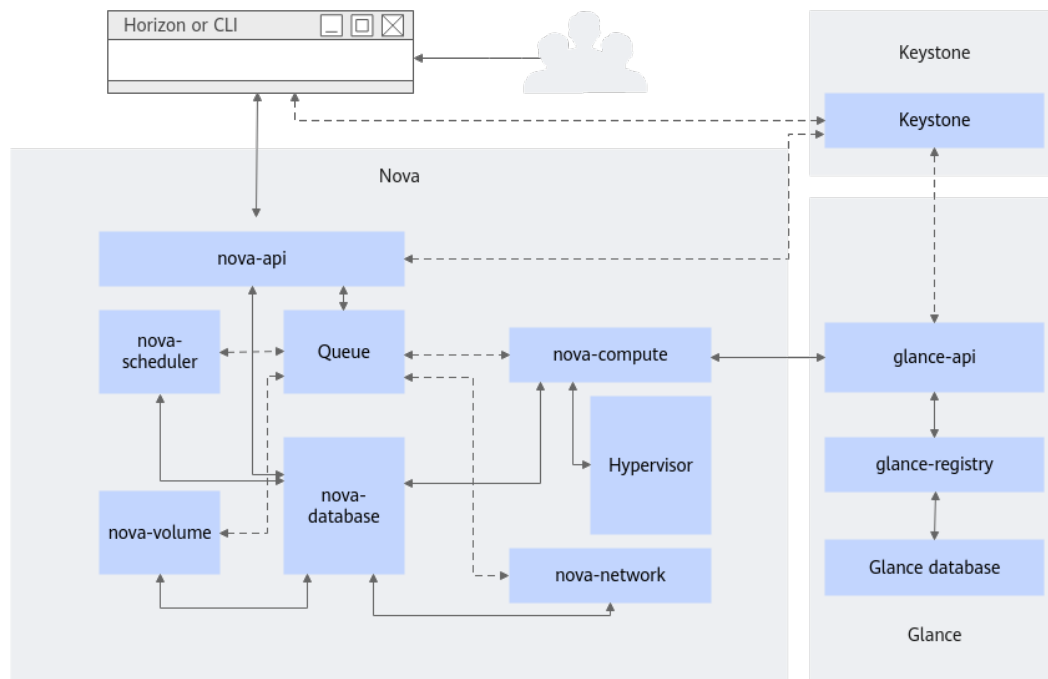 Horizon or CLI
Keystone
Keystone
Nova
nova-api
nova-
scheduler
Queue
nova-compute
glance-api
Hypervisor
glance-registry
nova-
database
nova-volume
nova-network
Glance database
Glance